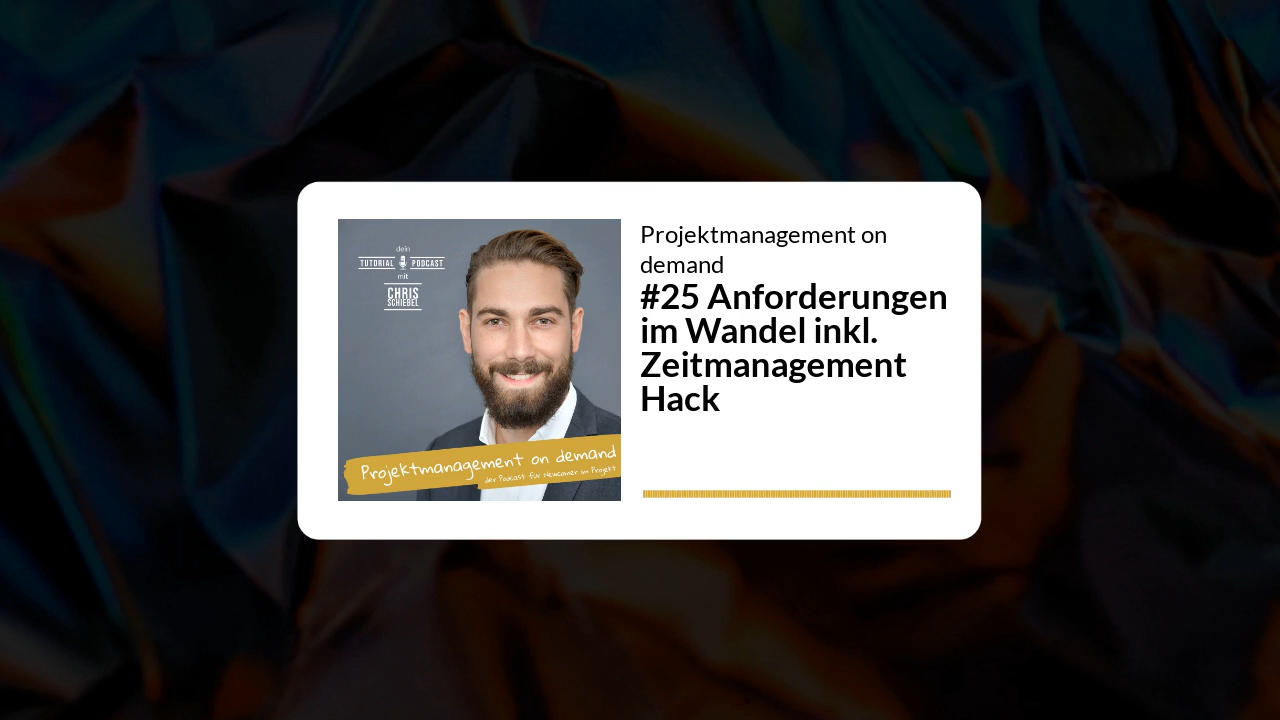 dein
TUTORIAL PODCAST
mit
CHRIS
SCHIEBEL
Projektmanagement on demand
der Podcast für Newcomer im Projekt
Projektmanagement on
demand
#25 Anforderungen
im Wandel inkl.
Zeitmanagement
Hack